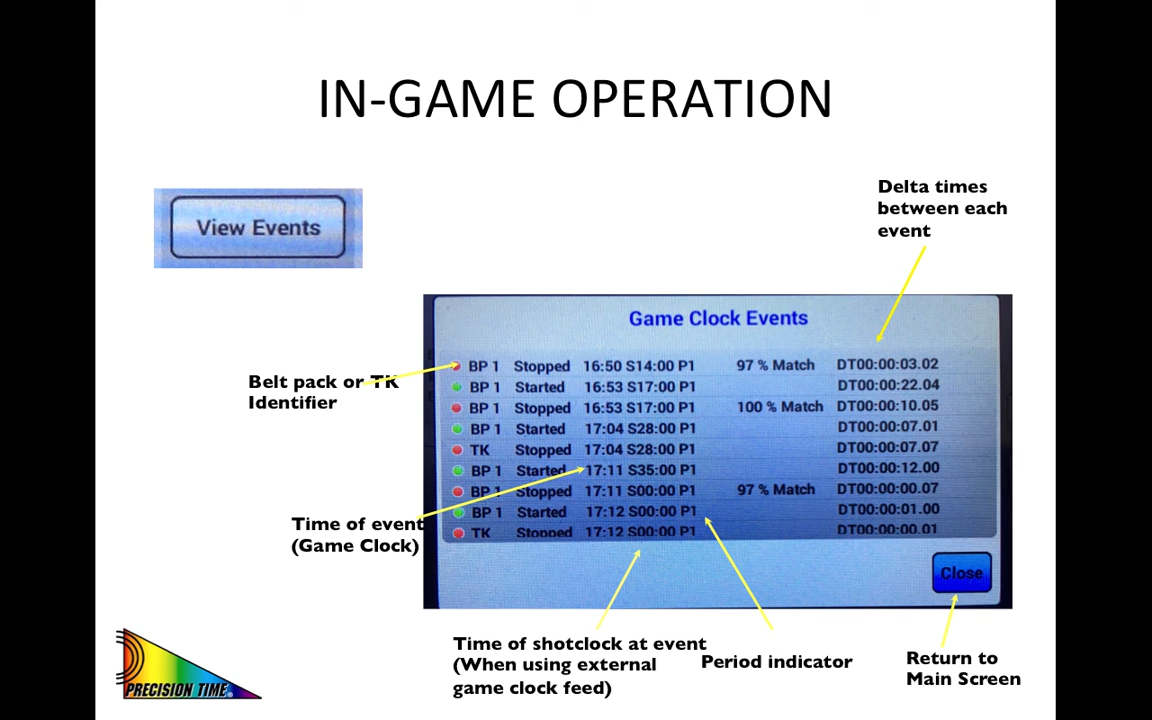 IN-GAME OPERATION
View Events
Delta times
between each
event
Game Clock Events
BP 1 Stopped 16:50 S14:00 P1 97 % Match DT00:00:03.02
BP 1 Started 16:53 S17:00 P1 DT00:00:22.04
BP 1 Stopped 16:53 S17:00 P1 100 % Match DT00:00:10.05
BP 1 Started 17:04 S28:00 P1 DT00:00:07.01
TK Stopped 17:04 S28:00 P1 DT00:00:07.07
BP 1 Started 17:11 S35:00 P1 DT00:00:12.00
BP 1 Stopped 17:11 S00:00 P1 97 % Match DT00:00:00.07
BP 1 Started 17:12 S00:00 P1 DT00:00:01.00
TK Stopped 17:12 S00:00 P1 DT00:00:00.01
Close
Belt pack or TK
Identifier
Time of event
(Game Clock)
Time of shotclock at event
(When using external
game clock feed)
Period indicator
Return to
Main Screen
PRECISION TIME®